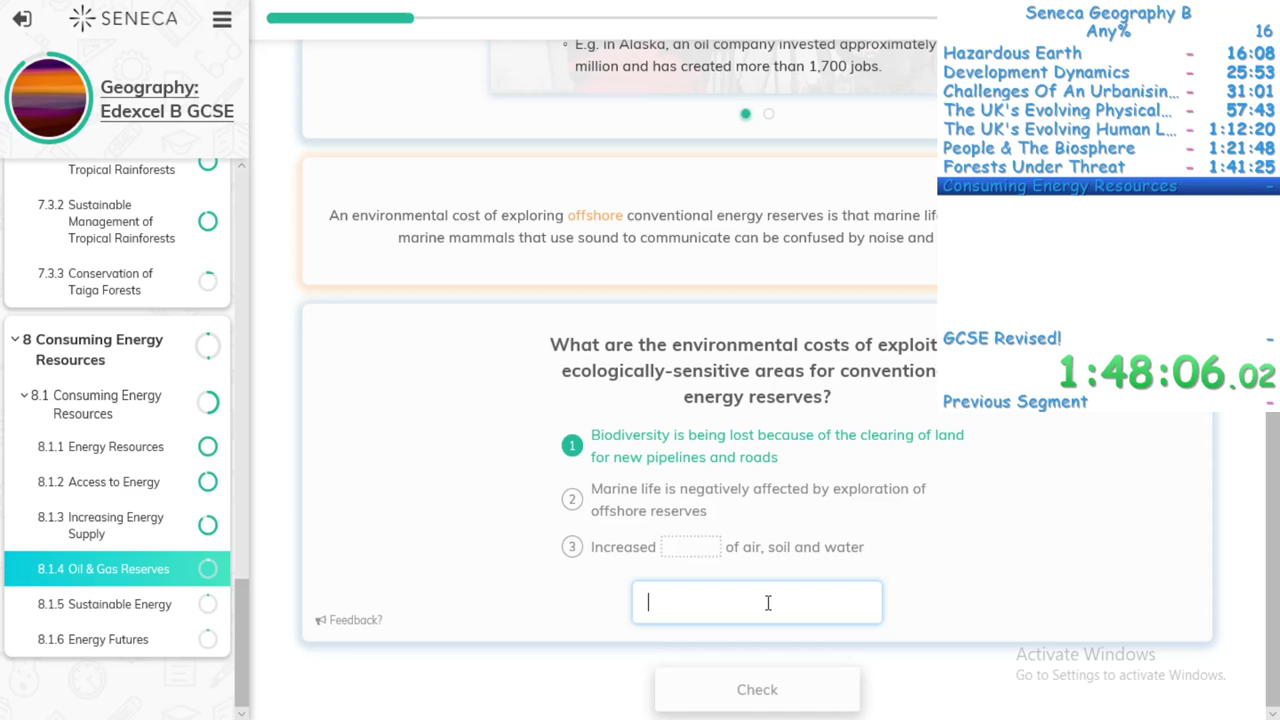 SENECA
Geography:
Edexcel B GCSE
Tropical Rainforests
7.3.2 Sustainable
Management of
Tropical Rainforests
7.3.3 Conservation of
Taiga Forests
8 Consuming Energy
Resources
8.1 Consuming Energy
Resources
8.1.1 Energy Resources
8.1.2 Access to Energy
8.1.3 Increasing Energy
Supply
8.1.4 Oil & Gas Reserves
8.1.5 Sustainable Energy
8.1.6 Energy Futures
E.g. in Alaska, an oil company invested approximately
million and has created more than 1,700 jobs.
An environmental cost of exploring offshore conventional energy reserves is that marine life
marine mammals that use sound to communicate can be confused by noise and
What are the environmental costs of exploit
ecologically-sensitive areas for convention
energy reserves?
1 Biodiversity is being lost because of the clearing of land
for new pipelines and roads
2 Marine life is negatively affected by exploration of
offshore reserves
3 Increased of air, soil and water
Feedback?
Check
Seneca Geography B
Any% 16
Hazardous Earth - 16:08
Development Dynamics - 25:53
Challenges Of An Urbanisin... - 31:01
The UK's Evolving Physical... - 57:43
The UK's Evolving Human L... - 1:12:20
People & The Biosphere - 1:21:48
Forests Under Threat - 1:41:25
Consuming Energy Resources -
GCSE Revised! -
1:48:06.02
Previous Segment -
Activate Windows
Go to Settings to activate Windows.